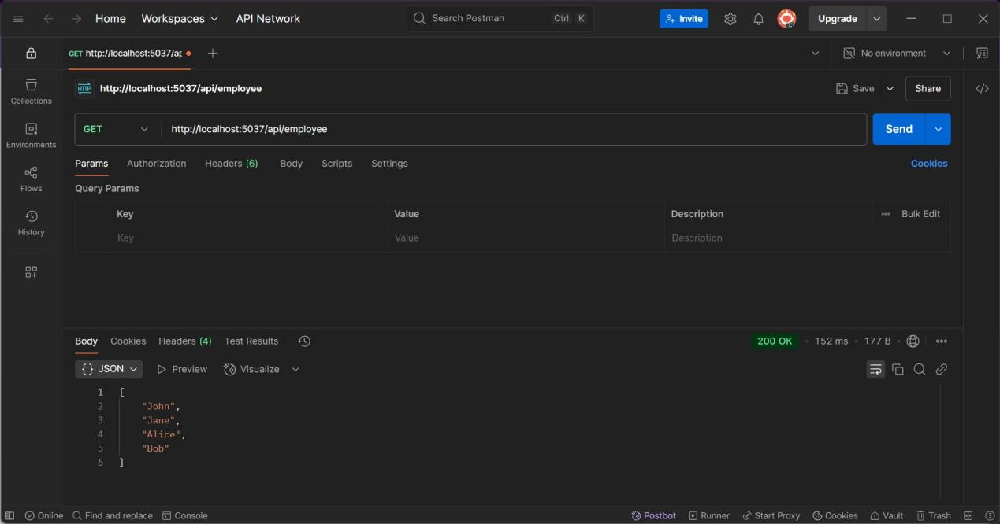 Home Workspaces API Network Search Postman Ctrl K Invite Upgrade
GET http://localhost:5037/ap No environment
HTTP http://localhost:5037/api/employee Save Share
GET http://localhost:5037/api/employee Send
Params Authorization Headers (6) Body Scripts Settings Cookies
Query Params
Key Value Description Bulk Edit
Key Value Description
Collections
Environments
Flows
History
Body Cookies Headers (4) Test Results 200 OK 152 ms 177 B
{} JSON Preview Visualize
1 [
2 "John",
3 "Jane",
4 "Alice",
5 "Bob"
6 ]
Online Find and replace Console Postbot Runner Start Proxy Cookies Vault Trash